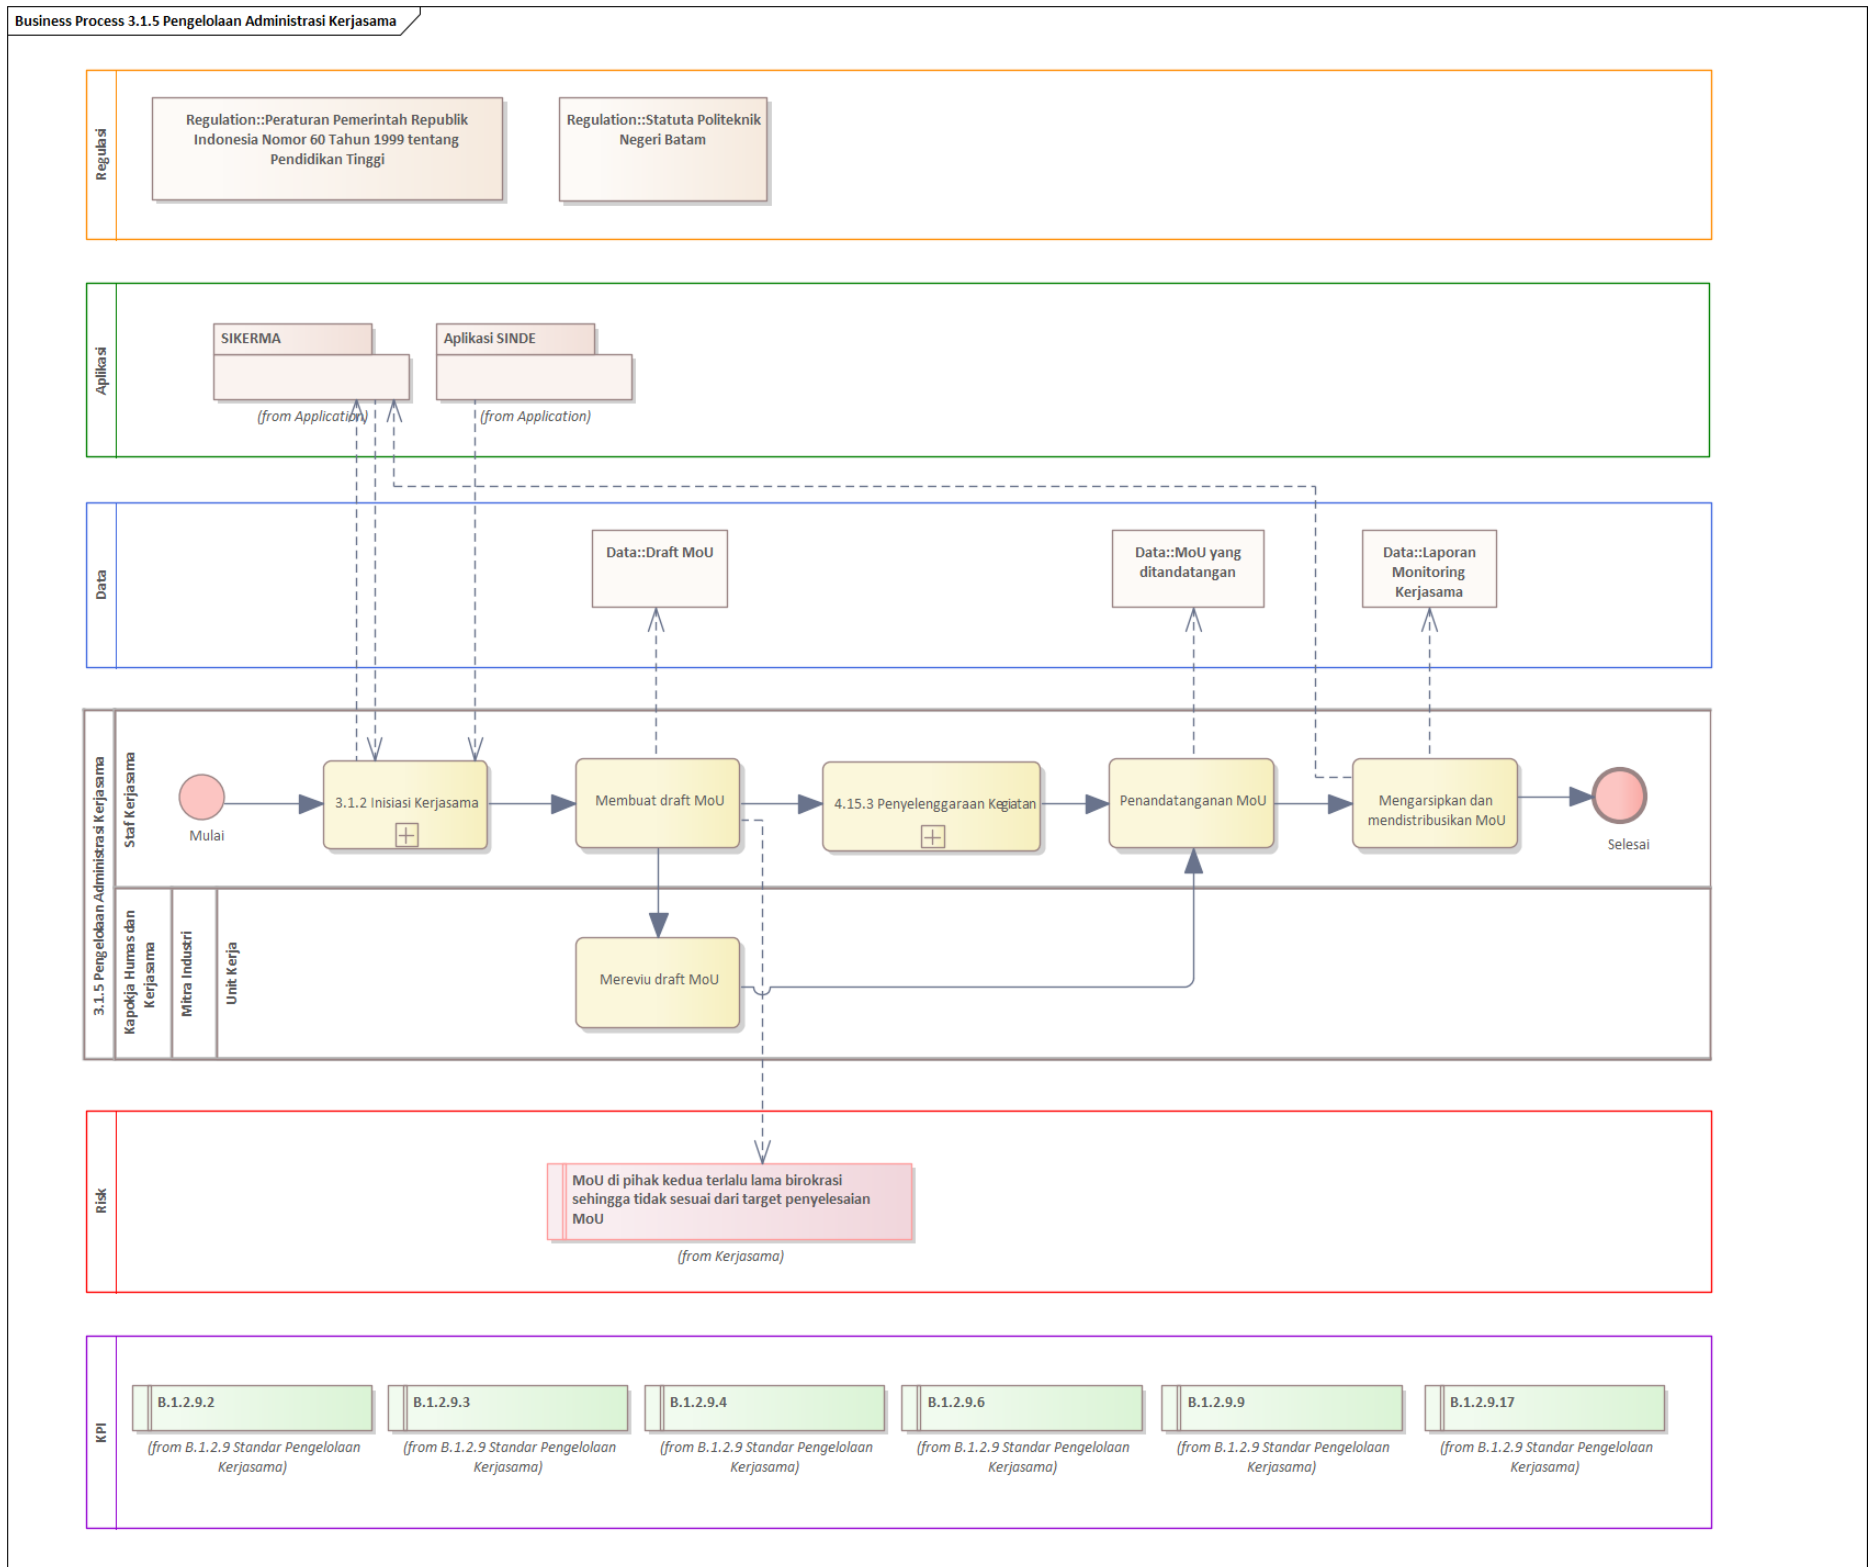 Business Process 3.1.5 Pengelolaan Administrasi Kerjasama
Regulasi
Regulation::Peraturan Pemerintah Republik
Indonesia Nomor 60 Tahun 1999 tentang
Pendidikan Tinggi
Regulation::Statuta Politeknik
Negeri Batam
Aplikasi
SIKERMA
(from Application)
Aplikasi SINDE
(from Application)
Data
Data::Draft MoU
Data::MoU yang
ditandatangan
Data::Laporan
Monitoring
Kerjasama
3.1.5 Pengelolaan Administrasi Kerjasama
Staf Kerjasama
Mulai
3.1.2 Inisiasi Kerjasama
Membuat draft MoU
4.15.3 Penyelenggaraan Kegiatan
Penandatanganan MoU
Mengarsipkan dan
mendistribusikan MoU
Selesai
Kapokja Humas dan
Kerjasama
Mitra Industri
Unit Kerja
Mereviu draft MoU
Risk
MoU di pihak kedua terlalu lama birokrasi
sehingga tidak sesuai dari target penyelesaian
MoU
(from Kerjasama)
KPI
B.1.2.9.2
(from B.1.2.9 Standar Pengelolaan
Kerjasama)
B.1.2.9.3
(from B.1.2.9 Standar Pengelolaan
Kerjasama)
B.1.2.9.4
(from B.1.2.9 Standar Pengelolaan
Kerjasama)
B.1.2.9.6
(from B.1.2.9 Standar Pengelolaan
Kerjasama)
B.1.2.9.9
(from B.1.2.9 Standar Pengelolaan
Kerjasama)
B.1.2.9.17
(from B.1.2.9 Standar Pengelolaan
Kerjasama)